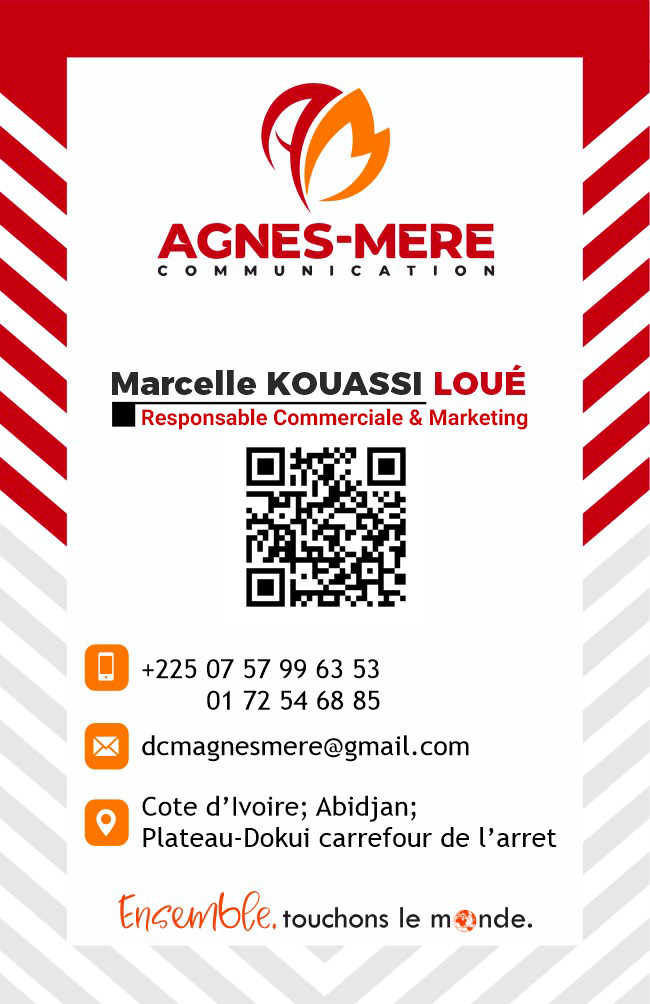 AGNES-MERE
COMMUNICATION
Marcelle KOUASSI LOUÉ
Responsable Commerciale & Marketing
+225 07 57 99 63 53
01 72 54 68 85
dcmagnesmere@gmail.com
Cote d’Ivoire; Abidjan;
Plateau-Dokui carrefour de l’arret
Ensemble, touchons le monde.